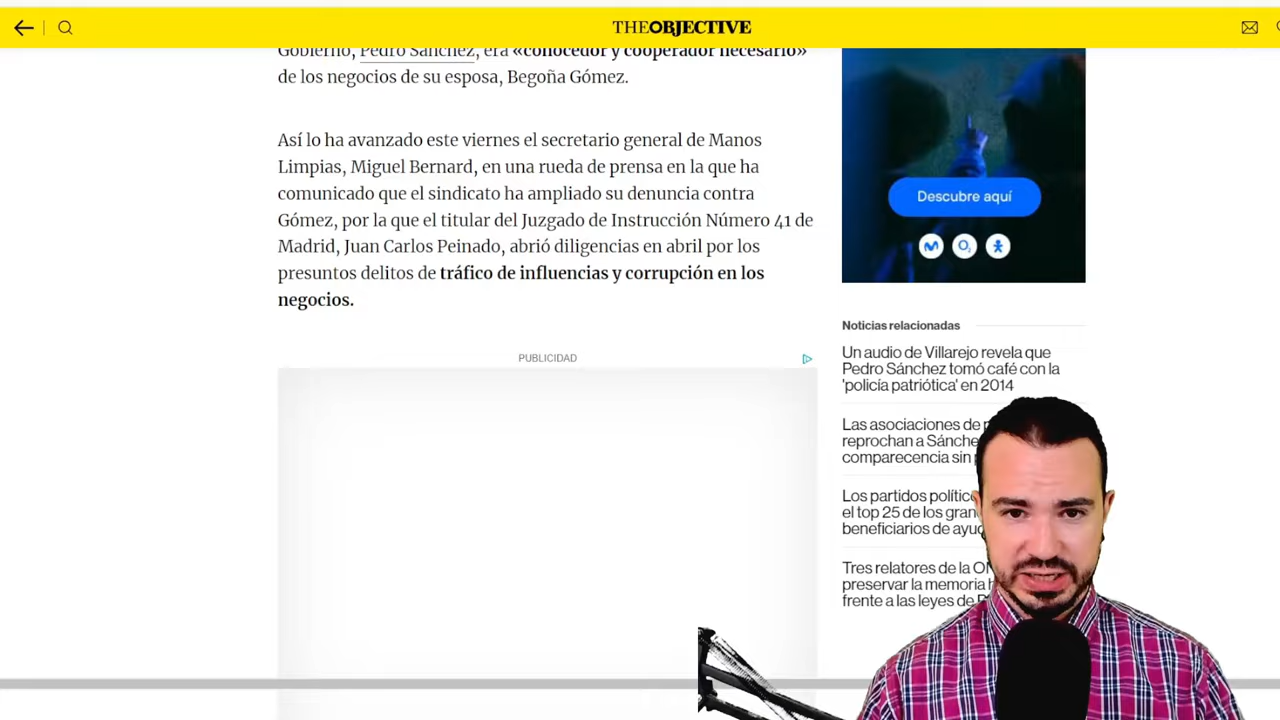 THEOBJECTIVE
Gobierno, Pedro Sánchez, era «conocedor y cooperador necesario»
de los negocios de su esposa, Begoña Gómez.
Así lo ha avanzado este viernes el secretario general de Manos
Limpias, Miguel Bernard, en una rueda de prensa en la que ha
comunicado que el sindicato ha ampliado su denuncia contra
Gómez, por la que el titular del Juzgado de Instrucción Número 41 de
Madrid, Juan Carlos Peinado, abrió diligencias en abril por los
presuntos delitos de tráfico de influencias y corrupción en los
negocios.
PUBLICIDAD
Descubre aquí
Noticias relacionadas
Un audio de Villarejo revela que
Pedro Sánchez tomó café con la
'policía patriótica' en 2014
Las asociaciones de
reprochan a Sánche
comparecencia sin
Los partidos polític
el top 25 de los gran
beneficiarios de ayu
Tres relatores de la
preservar la memoria
frente a las leyes de